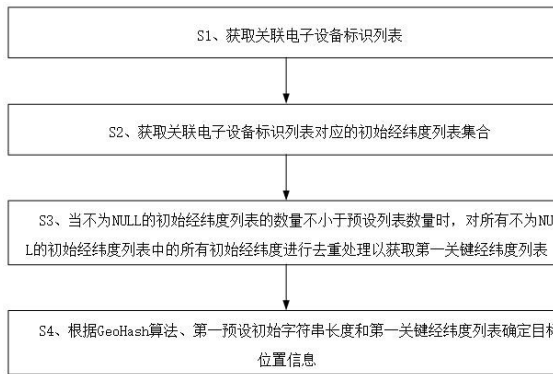 S1、获取关联电子设备标识列表
S2、获取关联电子设备标识列表对应的初始经纬度列表集合
S3、当不为NULL的初始经纬度列表的数量不小于预设列表数量时，对所有不为NU
L的初始经纬度列表中的所有初始经纬度进行去重处理以获取第一关键经纬度列表
S4、根据GeoHash算法、第一预设初始字符串长度和第一关键经纬度列表确定目标
位置信息